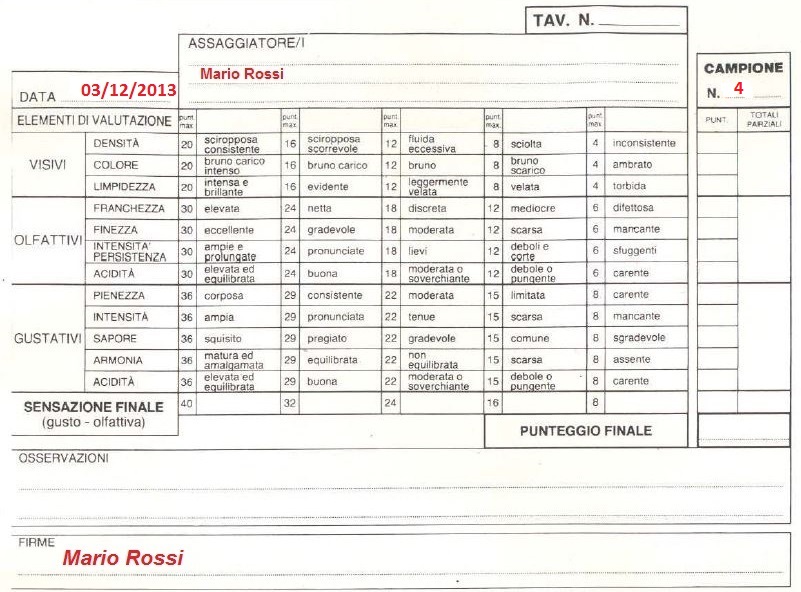 TAV. N.
ASSAGGIATORE/I
Mario Rossi
DATA 03/12/2013
CAMPIONE
N. 4
ELEMENTI DI VALUTAZIONE punt. max. punt. max. punt. max. punt. max. punt. max. PUNT. TOTALI PAIRZIALI
VISIVI
DENSITÀ 20 sciropposa consistente 16 sciropposa scorrevole 12 fluida eccessiva 8 sciolta 4 inconsistente
COLORE 20 bruno carico intenso 16 bruno carico 12 bruno 8 bruno scarico 4 ambrato
LIMPIDEZZA 20 intensa e brillante 16 evidente 12 leggermente velata 8 velata 4 torbida
OLFATTIVI
FRANCHEZZA 30 elevata 24 netta 18 discreta 12 mediocre 6 difettosa
FINEZZA 30 eccellente 24 gradevole 18 moderata 12 scarsa 6 mancante
INTENSITA' PERSISTENZA 30 ampie e prolungate 24 pronunciate 18 lievi 12 deboli e corte 6 sfuggenti
ACIDITÀ 30 elevata ed equilibrata 24 buona 18 moderata o soverchiante 12 debole o pungente 6 carente
GUSTATIVI
PIENEZZA 36 corposa 29 consistente 22 moderata 15 limitata 8 carente
INTENSITÀ 36 ampia 29 pronunciata 22 tenue 15 scarsa 8 mancante
SAPORE 36 squisito 29 pregiato 22 gradevole 15 comune 8 sgradevole
ARMONIA 36 matura ed amalgamata 29 equilibrata 22 non equilibrata 15 scarsa 8 assente
ACIDITÀ 36 elevata ed equilibrata 29 buona 22 moderata o soverchiante 15 debole o pungente 8 carente
SENSAZIONE FINALE 40 32 24 16 8
(gusto - olfattiva)
PUNTEGGIO FINALE
OSSERVAZIONI
FIRME
Mario Rossi